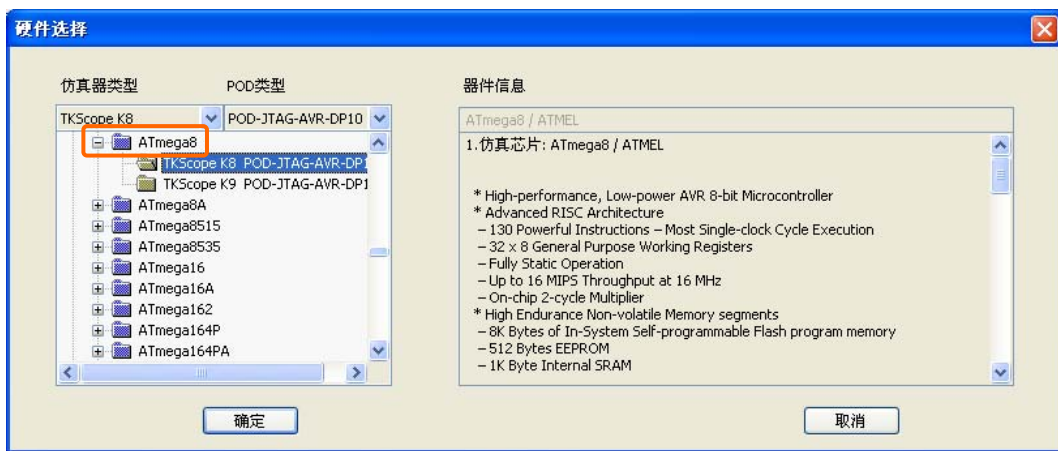 硬件选择
仿真器类型
POD类型
器件信息
TKScope K8
POD-JTAG-AVR-DP10
ATmega8 / ATMEL
ATmega8
TKScope K8 POD-JTAG-AVR-DP1
TKScope K9 POD-JTAG-AVR-DP1
ATmega8A
ATmega8515
ATmega8535
ATmega16
ATmega16A
ATmega162
ATmega164P
ATmega164PA
1.仿真芯片: ATmega8 / ATMEL
* High-performance, Low-power AVR 8-bit Microcontroller
* Advanced RISC Architecture
– 130 Powerful Instructions – Most Single-clock Cycle Execution
– 32 x 8 General Purpose Working Registers
– Fully Static Operation
– Up to 16 MIPS Throughput at 16 MHz
– On-chip 2-cycle Multiplier
* High Endurance Non-volatile Memory segments
– 8K Bytes of In-System Self-programmable Flash program memory
– 512 Bytes EEPROM
– 1K Byte Internal SRAM
确定
取消